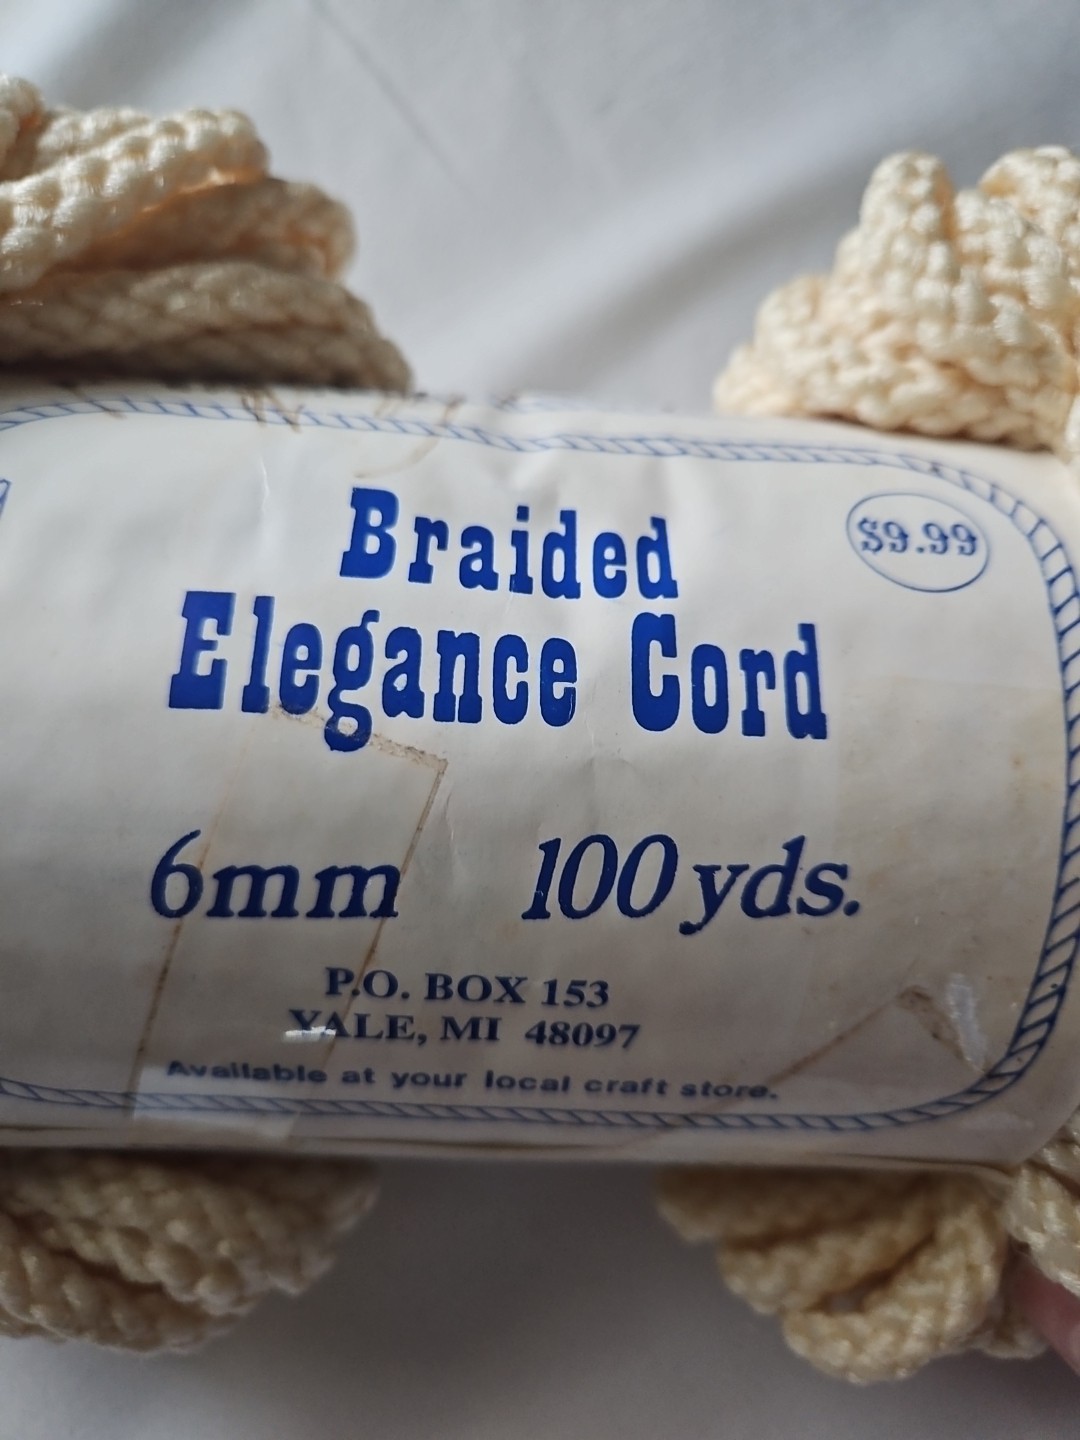 Braided
$9.99
Elegance Cord
6mm 100 yds.
P.O. BOX 153
YALE, MI 48097
Available at your local craft store.